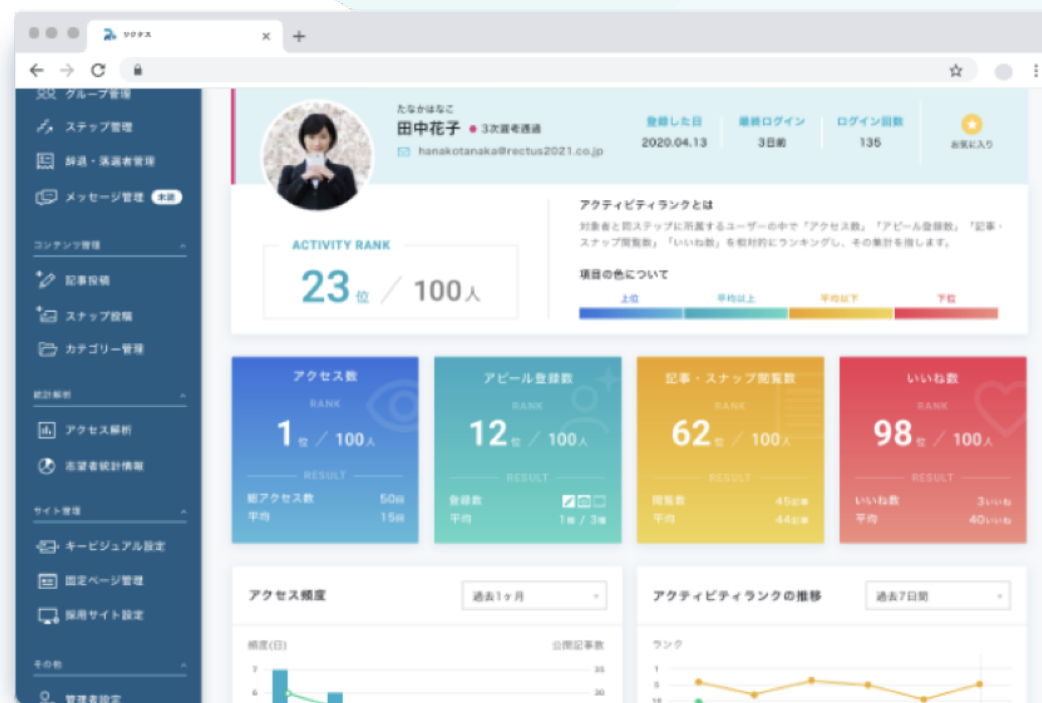 リクタス
グループ管理
ステップ管理
辞退・落選者管理
メッセージ管理 未読
コンテンツ管理
記事投稿
スナップ投稿
カテゴリー管理
統計解析
アクセス解析
志望者統計情報
サイト管理
キービジュアル設定
固定ページ管理
採用サイト設定
その他
管理者設定
たなかはなこ
田中花子 3次選考通過
hanakotanaka@rectus2021.co.jp
登録した日 最終ログイン ログイン回数
2020.04.13 3日前 135
お気に入り
ACTIVITY RANK
23位 / 100人
アクティビティランクとは
対象者と同ステップに所属するユーザーの中で「アクセス数」「アピール登録数」「記事・
スナップ閲覧数」「いいね数」を相対的にランキングし、その集計を指します。
項目の色について
上位 平均以上 平均以下 下位
アクセス数
RANK
1位 / 100人
RESULT
総アクセス数 50回
平均 15回
アピール登録数
RANK
12位 / 100人
RESULT
登録数
平均 1種 / 3種
記事・スナップ閲覧数
RANK
62位 / 100人
RESULT
閲覧数 45記事
平均 44記事
いいね数
RANK
98位 / 100人
RESULT
いいね数 3いいね
平均 40いいね
アクセス頻度 過去1ヶ月
頻度(日) 公開記事数
7 35
6 30
アクティビティランクの推移 過去7日間
ランク
1
5
10